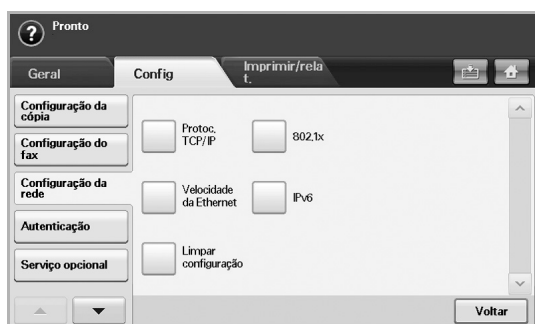 Pronto
Geral
Config
Imprimir/rela
t.
Configuração da
cópia
Configuração do
fax
Configuração da
rede
Autenticação
Serviço opcional
Protoc.
TCP/IP
802.1x
Velocidade
da Ethernet
IPv6
Limpar
configuração
Voltar